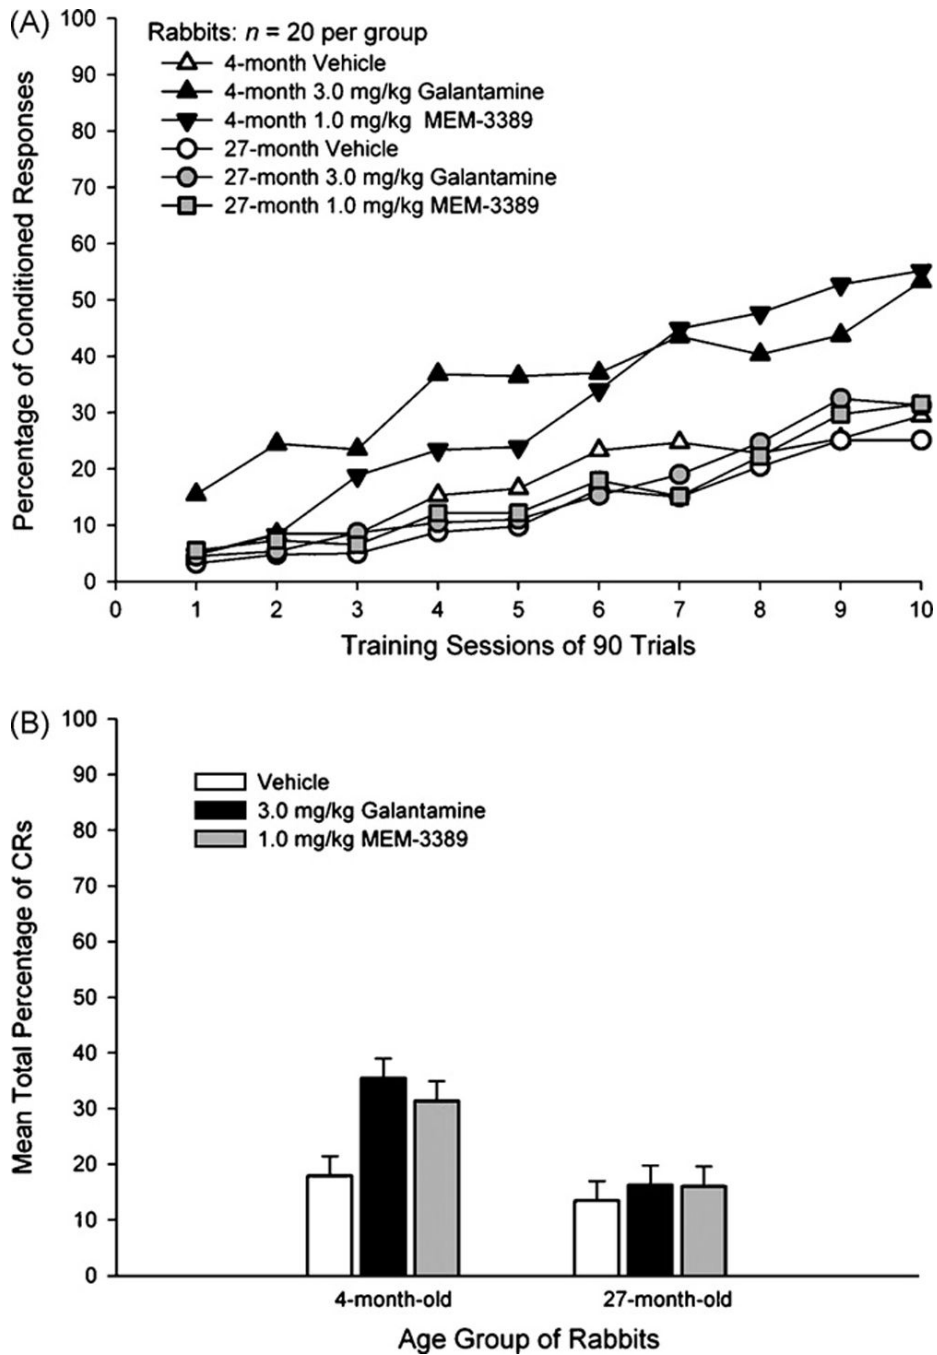 (A)
Percentage of Conditioned Responses
100
90
80
70
60
50
40
30
20
10
0
Rabbits: n = 20 per group
4-month Vehicle
4-month 3.0 mg/kg Galantamine
4-month 1.0 mg/kg MEM-3389
27-month Vehicle
27-month 3.0 mg/kg Galantamine
27-month 1.0 mg/kg MEM-3389
0 1 2 3 4 5 6 7 8 9 10
Training Sessions of 90 Trials
(B)
Mean Total Percentage of CRs
100
90
80
70
60
50
40
30
20
10
0
Vehicle
3.0 mg/kg Galantamine
1.0 mg/kg MEM-3389
4-month-old 27-month-old
Age Group of Rabbits